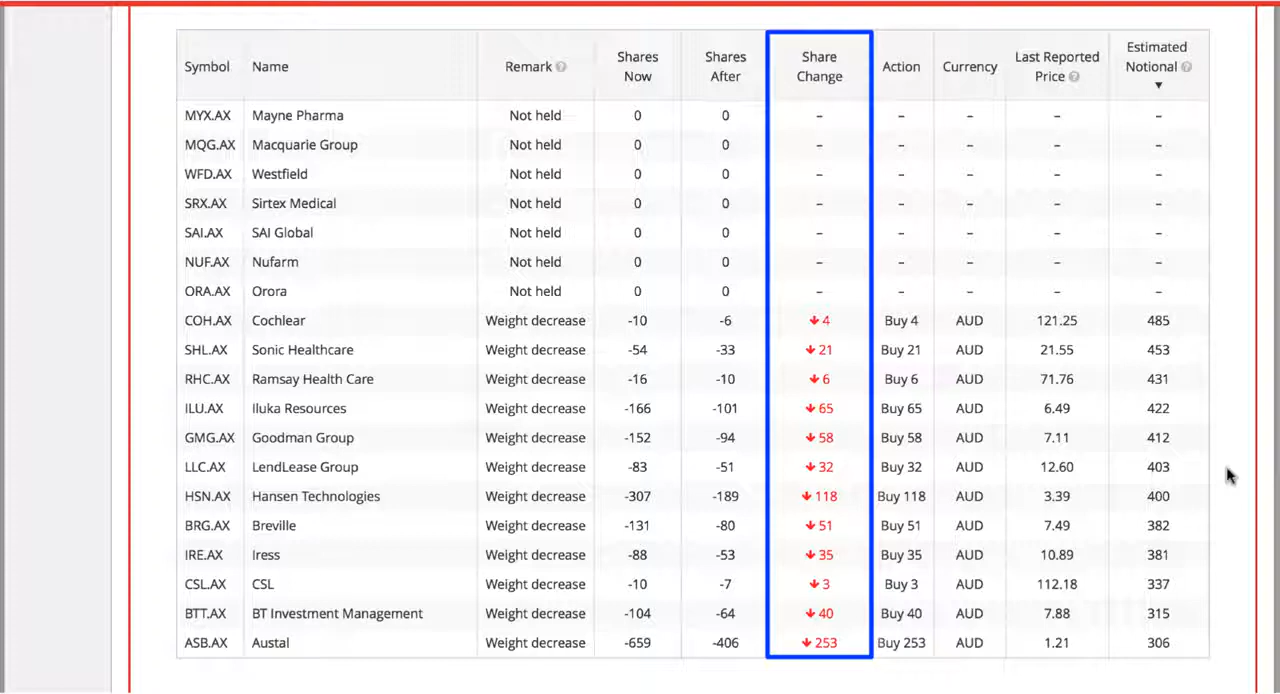 Symbol Name Remark Shares Now Shares After Share Change Action Currency Last Reported Price Estimated Notional ▼
MYX.AX Mayne Pharma Not held 0 0 – – – – –
MQG.AX Macquarie Group Not held 0 0 – – – – –
WFD.AX Westfield Not held 0 0 – – – – –
SRX.AX Sirtex Medical Not held 0 0 – – – – –
SAI.AX SAI Global Not held 0 0 – – – – –
NUF.AX Nufarm Not held 0 0 – – – – –
ORA.AX Orora Not held 0 0 – – – – –
COH.AX Cochlear Weight decrease -10 -6 ↓ 4 Buy 4 AUD 121.25 485
SHL.AX Sonic Healthcare Weight decrease -54 -33 ↓ 21 Buy 21 AUD 21.55 453
RHC.AX Ramsay Health Care Weight decrease -16 -10 ↓ 6 Buy 6 AUD 71.76 431
ILU.AX Iluka Resources Weight decrease -166 -101 ↓ 65 Buy 65 AUD 6.49 422
GMG.AX Goodman Group Weight decrease -152 -94 ↓ 58 Buy 58 AUD 7.11 412
LLC.AX LendLease Group Weight decrease -83 -51 ↓ 32 Buy 32 AUD 12.60 403
HSN.AX Hansen Technologies Weight decrease -307 -189 ↓ 118 Buy 118 AUD 3.39 400
BRG.AX Breville Weight decrease -131 -80 ↓ 51 Buy 51 AUD 7.49 382
IRE.AX Iress Weight decrease -88 -53 ↓ 35 Buy 35 AUD 10.89 381
CSL.AX CSL Weight decrease -10 -7 ↓ 3 Buy 3 AUD 112.18 337
BTT.AX BT Investment Management Weight decrease -104 -64 ↓ 40 Buy 40 AUD 7.88 315
ASB.AX Austal Weight decrease -659 -406 ↓ 253 Buy 253 AUD 1.21 306